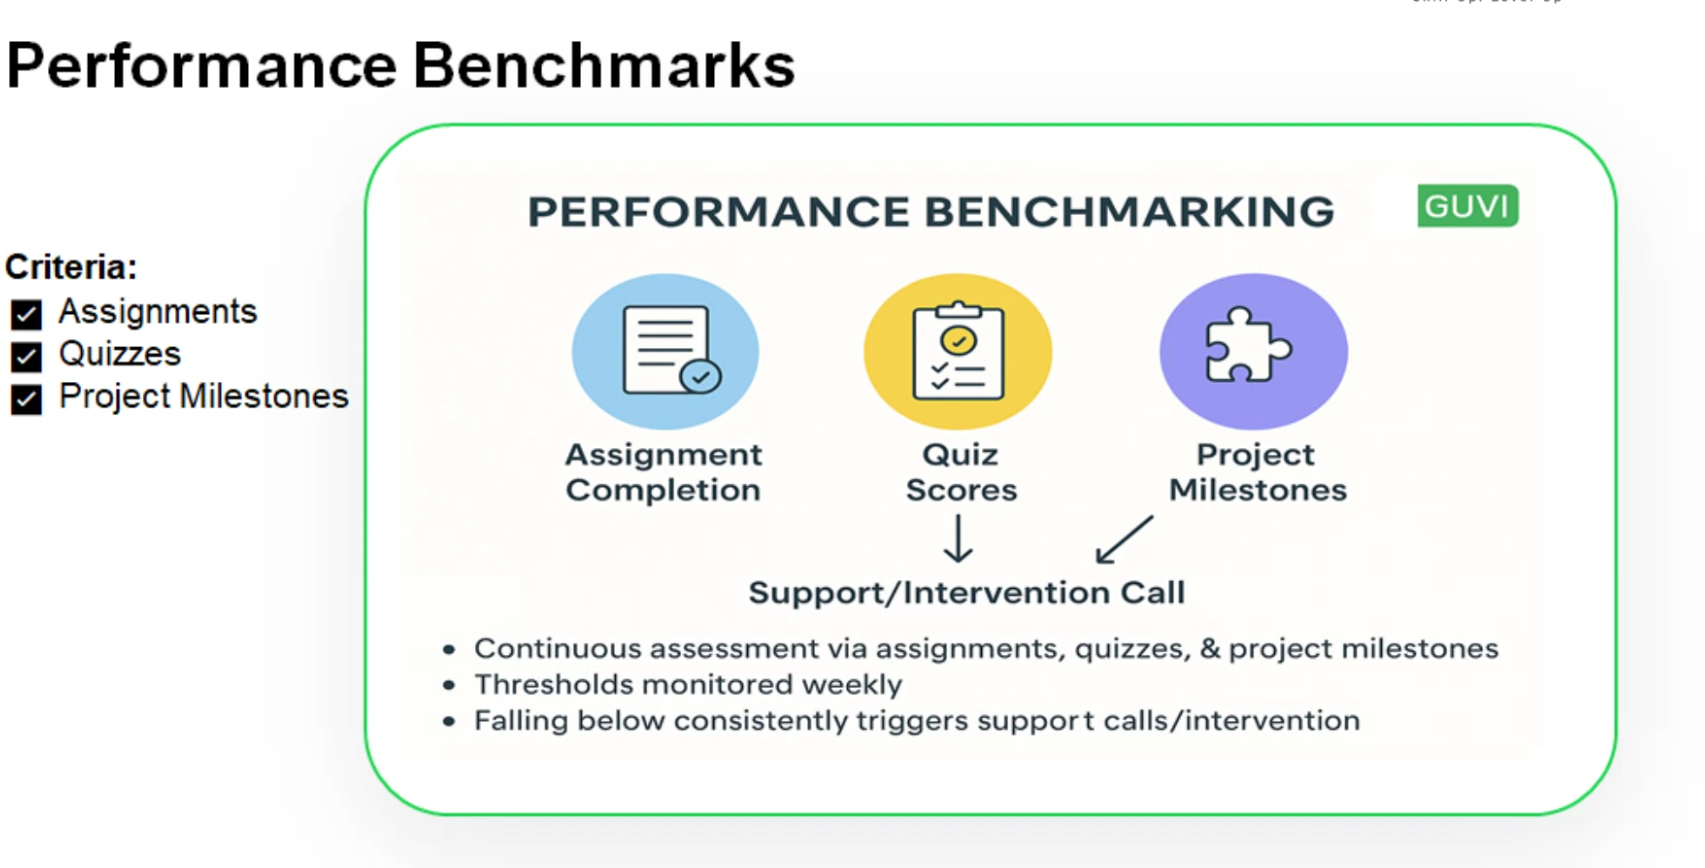 Performance Benchmarks
Criteria:
Assignments
Quizzes
Project Milestones
PERFORMANCE BENCHMARKING
GUVI
Assignment
Completion
Quiz
Scores
Project
Milestones
Support/Intervention Call
• Continuous assessment via assignments, quizzes, & project milestones
• Thresholds monitored weekly
• Falling below consistently triggers support calls/intervention